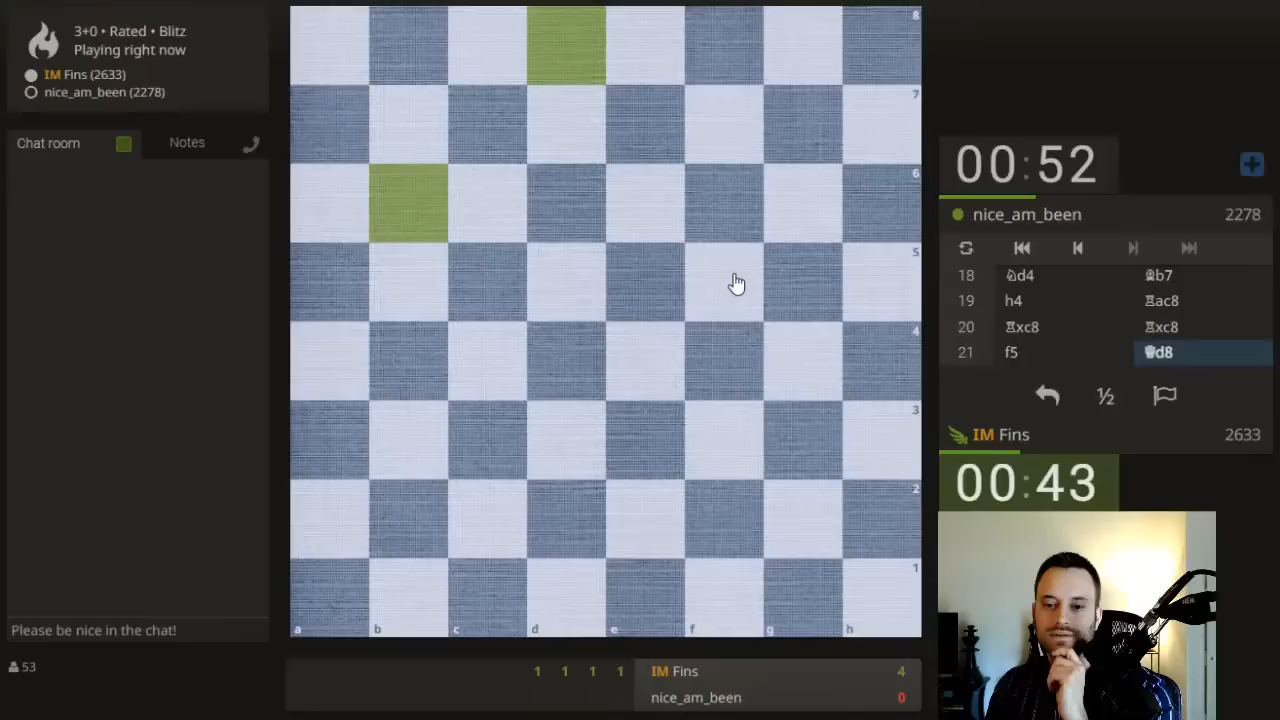 3+0 • Rated • Blitz
Playing right now
IM Fins (2633)
nice_am_been (2278)
Chat room
Notes
Please be nice in the chat!
53
8
7
6
5
4
3
2
1
a b c d e f g h
1 1 1 1 IM Fins 4
nice_am_been 0
00:52
nice_am_been 2278
18 ♘d4 ♝b7
19 h4 ♖ac8
20 ♖xc8 ♖xc8
21 f5 ♛d8
½
IM Fins 2633
00:43